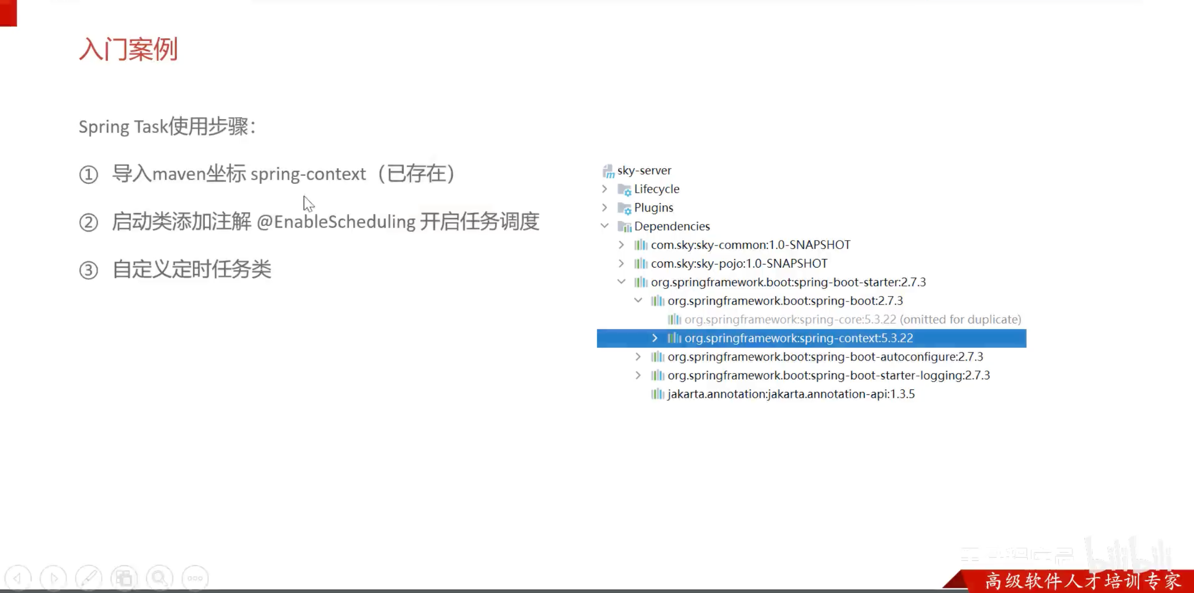 入门案例
Spring Task使用步骤：
① 导入maven坐标 spring-context（已存在）
② 启动类添加注解 @EnableScheduling 开启任务调度
③ 自定义定时任务类
sky-server
Lifecycle
Plugins
Dependencies
com.sky:sky-common:1.0-SNAPSHOT
com.sky:sky-pojo:1.0-SNAPSHOT
org.springframework.boot:spring-boot-starter:2.7.3
org.springframework.boot:spring-boot:2.7.3
org.springframework:spring-core:5.3.22 (omitted for duplicate)
org.springframework:spring-context:5.3.22
org.springframework.boot:spring-boot-autoconfigure:2.7.3
org.springframework.boot:spring-boot-starter-logging:2.7.3
jakarta.annotation:jakarta.annotation-api:1.3.5
bilibili
高级软件人才培训专家